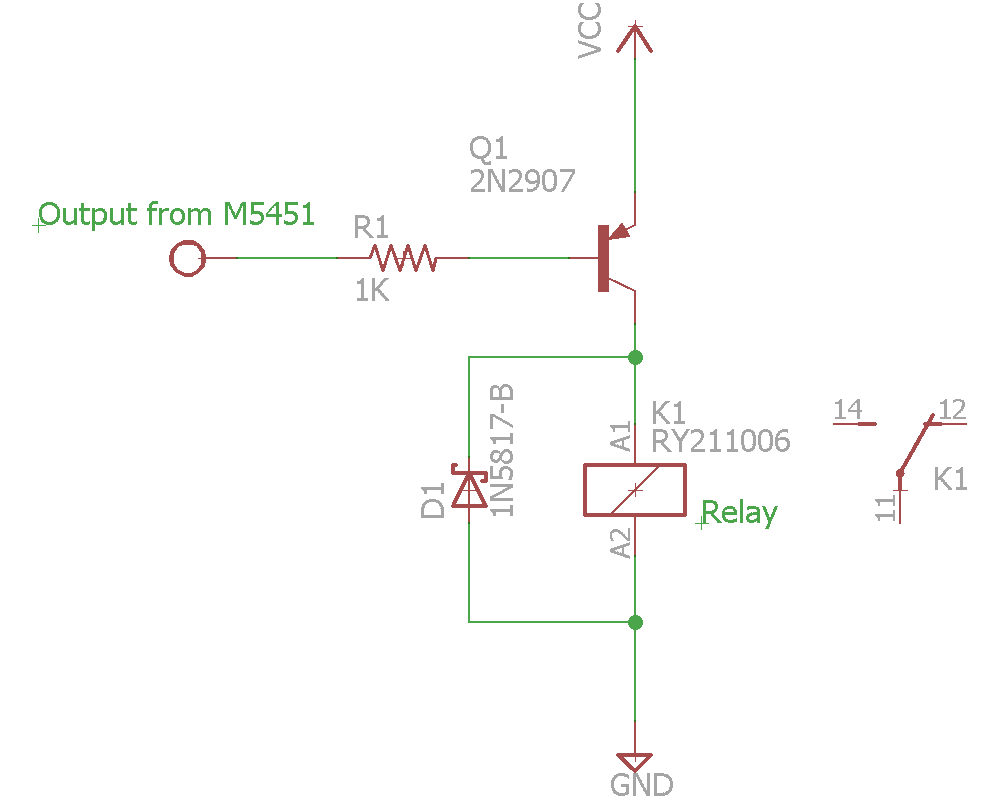 VCC
Q1
2N2907
Output from M5451
R1
1K
D1
1N5817-B
A1
K1
RY211006
A2
Relay
14
12
11
K1
GND